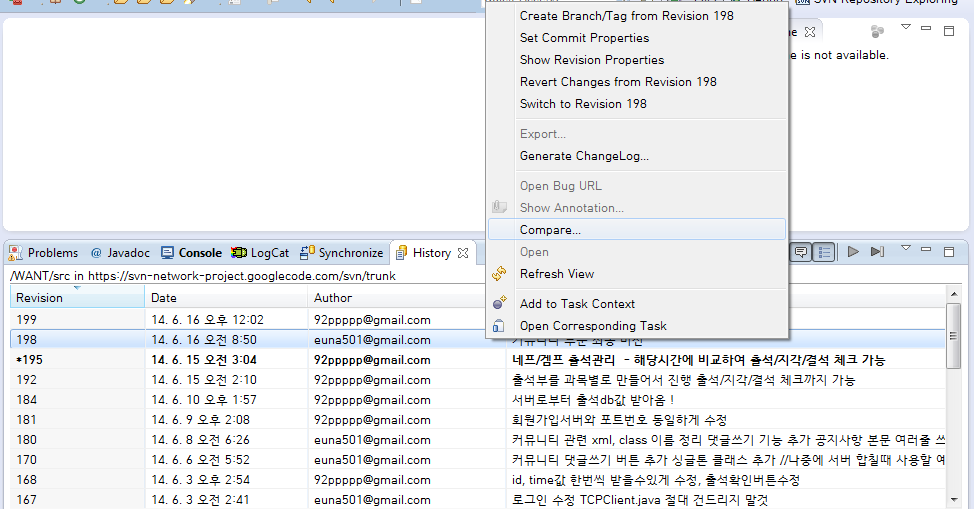 SVN Repository Exploring
Create Branch/Tag from Revision 198
Set Commit Properties
Show Revision Properties
e is not available.
Revert Changes from Revision 198
Switch to Revision 198
Export...
Generate ChangeLog...
Open Bug URL
Show Annotation...
Compare...
Open
Refresh View
Add to Task Context
Open Corresponding Task
Problems @ Javadoc Console LogCat Synchronize History
/WANT/src in https://svn-network-project.googlecode.com/svn/trunk
Revision Date Author
199 14. 6. 16 오후 12:02 92ppppp@gmail.com
198 14. 6. 16 오전 8:50 euna501@gmail.com
*195 14. 6. 15 오전 3:04 92ppppp@gmail.com 네프/겜프 출석관리 - 해당시간에 비교하여 출석/지각/결석 체크 가능
192 14. 6. 15 오전 2:10 92ppppp@gmail.com 출석부를 과목별로 만들어서 진행 출석/지각/결석 체크까지 가능
184 14. 6. 10 오후 1:57 92ppppp@gmail.com 서버로부터 출석db값 받아옴 !
181 14. 6. 9 오후 2:08 92ppppp@gmail.com 회원가입서버와 포트번호 동일하게 수정
180 14. 6. 8 오전 6:26 euna501@gmail.com 커뮤니티 관련 xml, class 이름 정리 댓글쓰기 기능 추가 공지사항 본문 여러줄 쓰
170 14. 6. 6 오전 5:52 euna501@gmail.com 커뮤니티 댓글쓰기 버튼 추가 싱글톤 클래스 추가 //나중에 서버 합칠때 사용할 예
168 14. 6. 3 오후 2:54 92ppppp@gmail.com id, time값 한번씩 받을수있게 수정, 출석확인버튼수정
167 14. 6. 3 오전 2:41 euna501@gmail.com 로그인 수정 TCPClient.java 절대 건드리지 말것